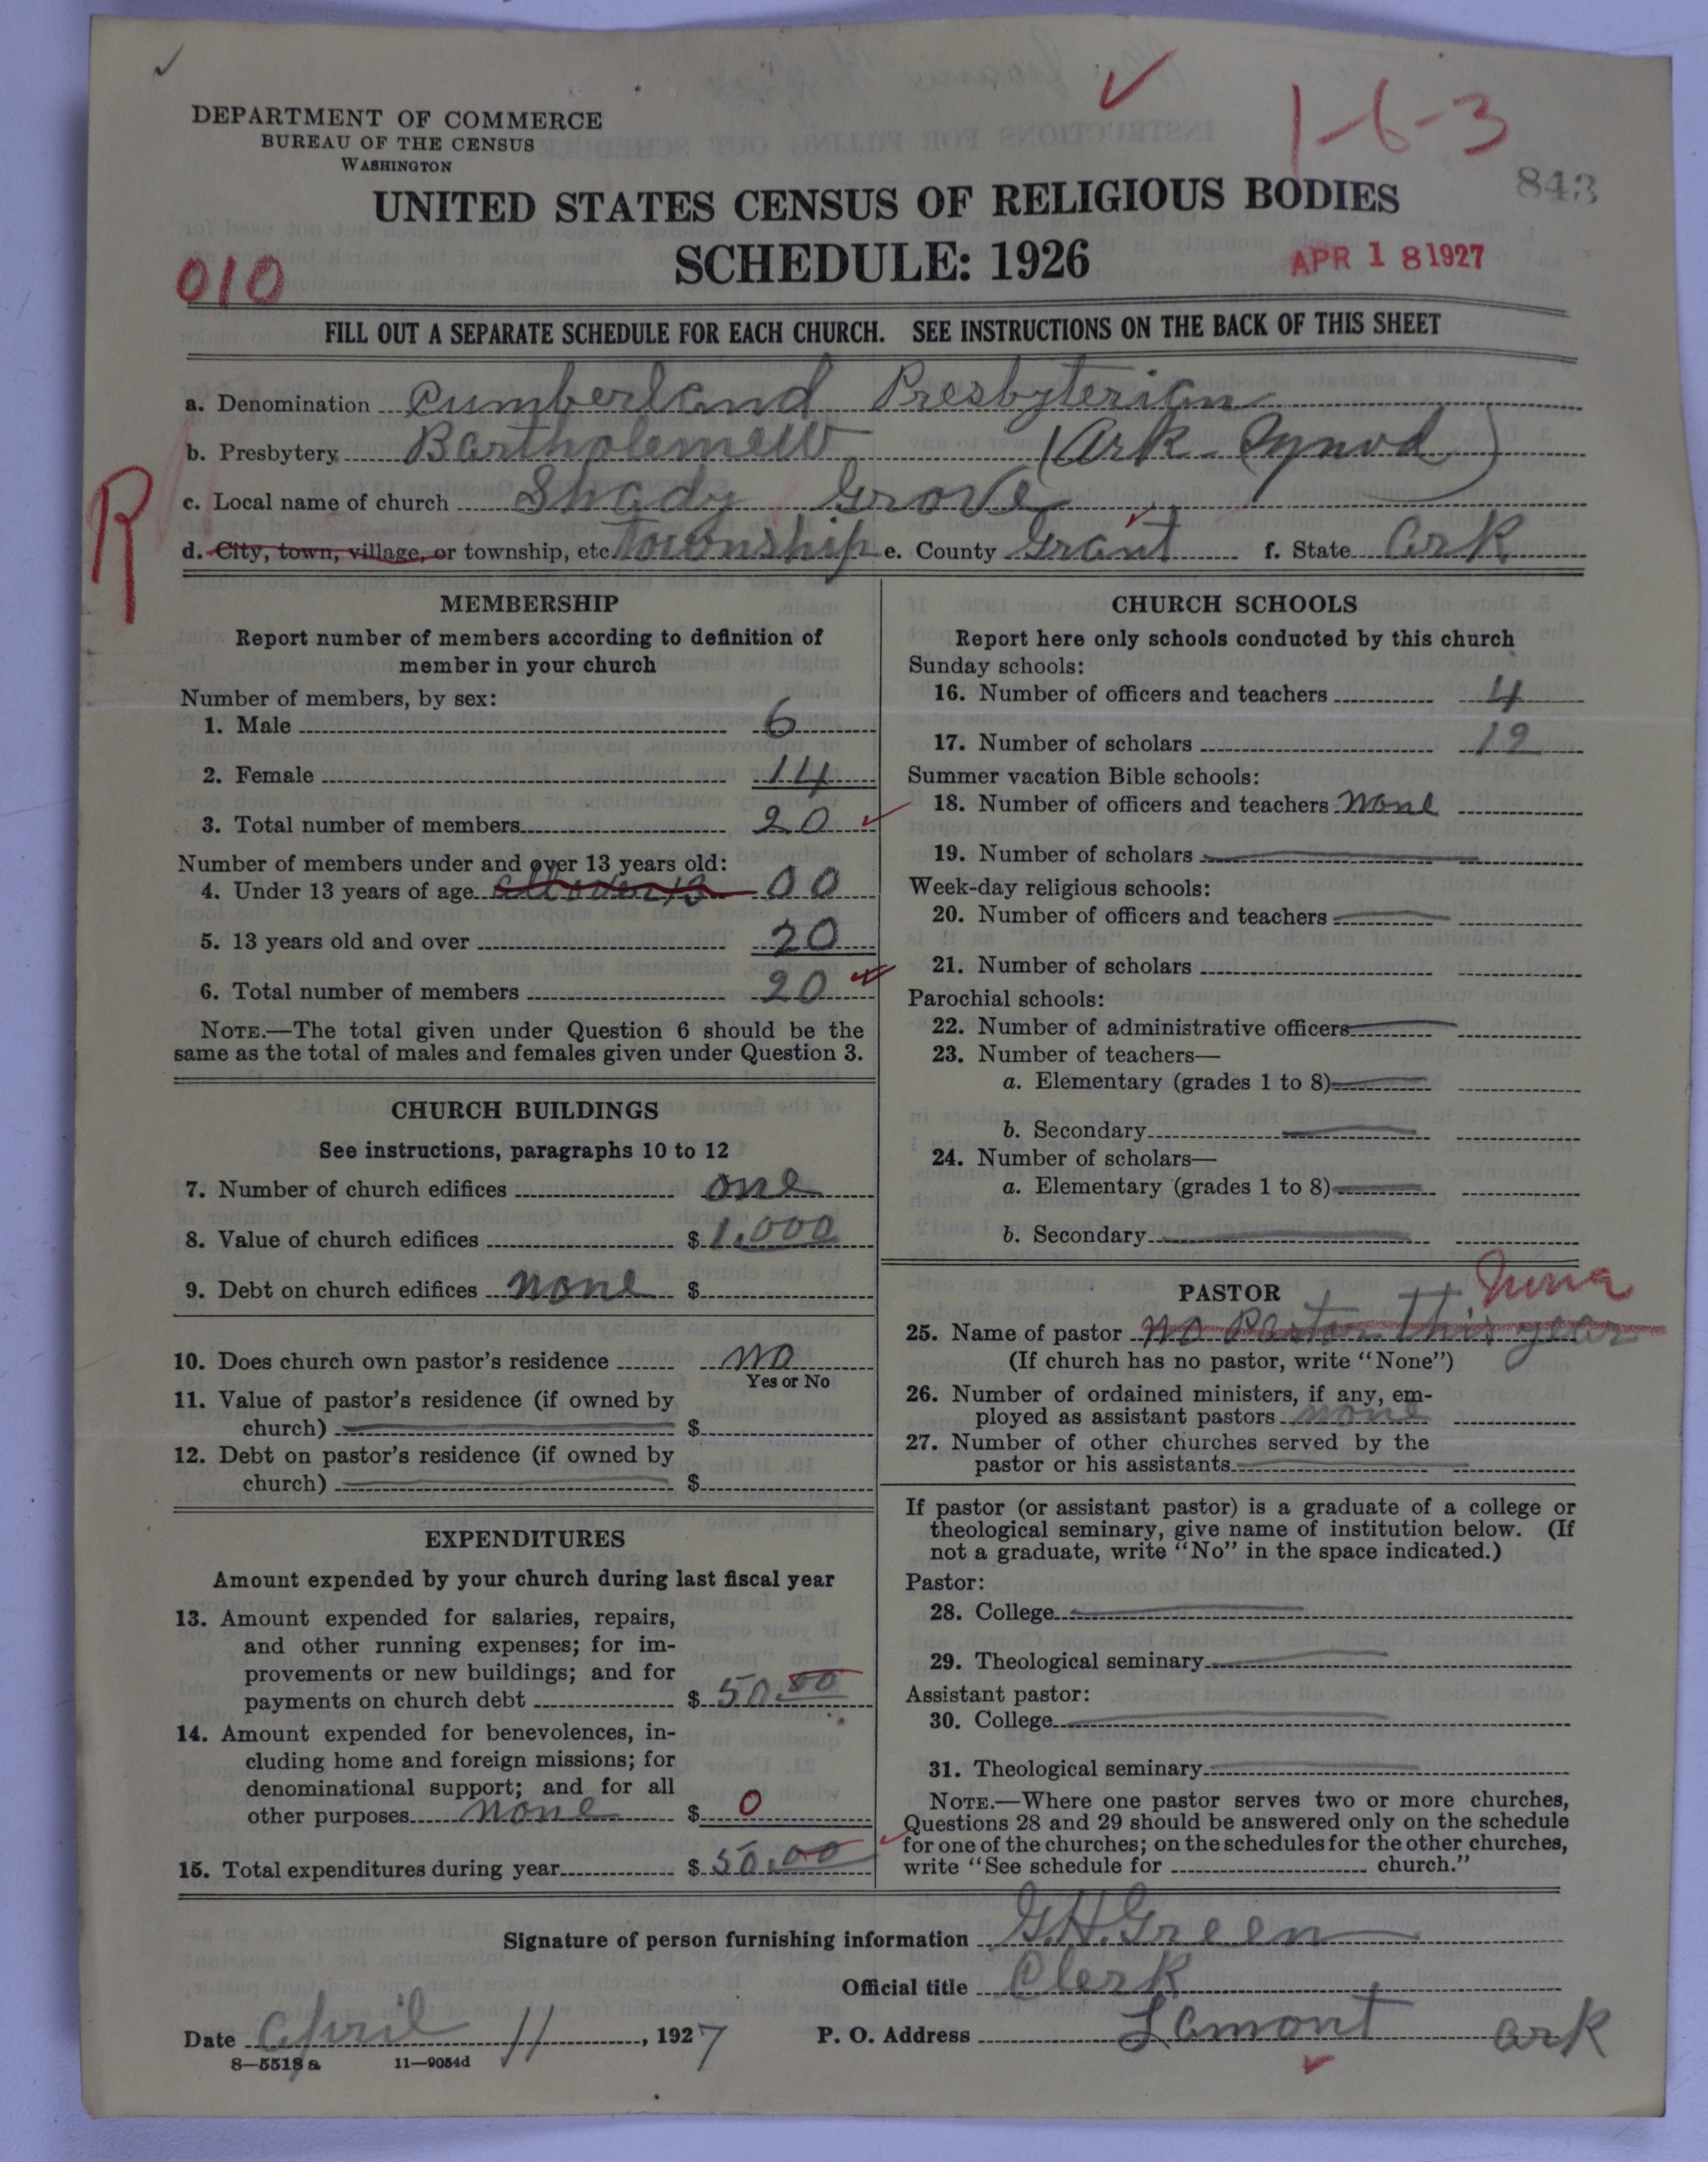 ✓
1-6-3
DEPARTMENT OF COMMERCE
BUREAU OF THE CENSUS
WASHINGTON
843
UNITED STATES CENSUS OF RELIGIOUS BODIES
SCHEDULE: 1926
APR 18 1927
010
FILL OUT A SEPARATE SCHEDULE FOR EACH CHURCH. SEE INSTRUCTIONS ON THE BACK OF THIS SHEET
a. Denomination Cumberland Presbyterian
b. Presbytery Bartholemew (Ark-Synod)
R
c. Local name of church Shady Grove
d. City, town, village, or township, etc. Township e. County Grant f. State Ark
MEMBERSHIP
Report number of members according to definition of
member in your church
Number of members, by sex:
1. Male 6
2. Female 14
3. Total number of members 20
Number of members under and over 13 years old:
4. Under 13 years of age 00
5. 13 years old and over 20
6. Total number of members 20
NOTE.—The total given under Question 6 should be the
same as the total of males and females given under Question 3.
CHURCH BUILDINGS
See instructions, paragraphs 10 to 12
7. Number of church edifices one
8. Value of church edifices $ 1.000
9. Debt on church edifices none $
10. Does church own pastor's residence no
Yes or No
11. Value of pastor's residence (if owned by
church) $
12. Debt on pastor's residence (if owned by
church) $
EXPENDITURES
Amount expended by your church during last fiscal year
13. Amount expended for salaries, repairs,
and other running expenses; for im-
provements or new buildings; and for
payments on church debt $ 50.00
14. Amount expended for benevolences, in-
cluding home and foreign missions; for
denominational support; and for all
other purposes none $ 0
15. Total expenditures during year $ 50.00
CHURCH SCHOOLS
Report here only schools conducted by this church
Sunday schools:
16. Number of officers and teachers 4
17. Number of scholars 19
Summer vacation Bible schools:
18. Number of officers and teachers none
19. Number of scholars
Week-day religious schools:
20. Number of officers and teachers
21. Number of scholars
Parochial schools:
22. Number of administrative officers
23. Number of teachers—
a. Elementary (grades 1 to 8)
b. Secondary
24. Number of scholars—
a. Elementary (grades 1 to 8)
b. Secondary
PASTOR
25. Name of pastor no Pastor this year
(If church has no pastor, write "None")
26. Number of ordained ministers, if any, em-
ployed as assistant pastors none
27. Number of other churches served by the
pastor or his assistants
If pastor (or assistant pastor) is a graduate of a college or
theological seminary, give name of institution below. (If
not a graduate, write "No" in the space indicated.)
Pastor:
28. College
29. Theological seminary
Assistant pastor:
30. College
31. Theological seminary
NOTE.—Where one pastor serves two or more churches,
Questions 28 and 29 should be answered only on the schedule
for one of the churches; on the schedules for the other churches,
write "See schedule for church."
Signature of person furnishing information G.H. Green
Official title Clerk
Date April 11, 1927 P. O. Address Lamont Ark
8—5518 a 11—9054d